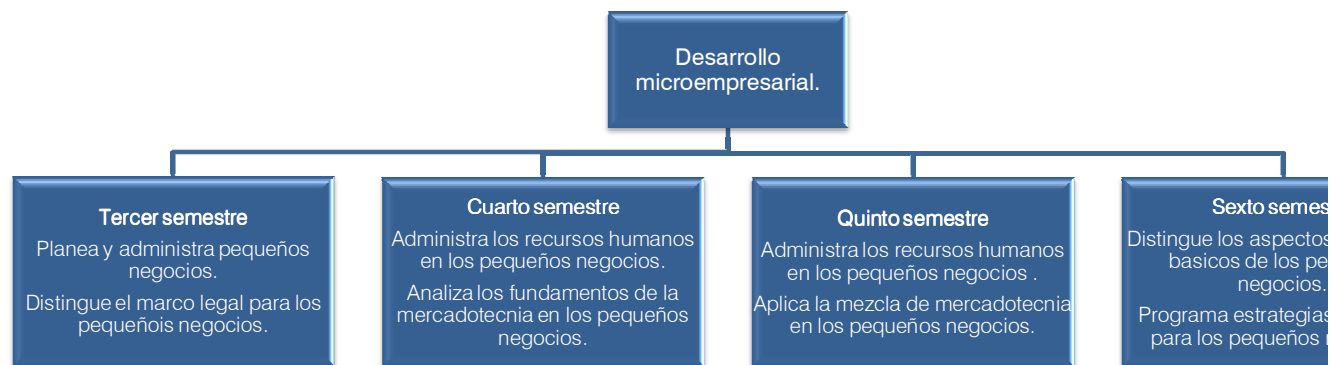 Desarrollo
microempresarial.
Tercer semestre
Planea y administra pequeños
negocios.
Distingue el marco legal para los
pequeñois negocios.
Cuarto semestre
Administra los recursos humanos
en los pequeños negocios.
Analiza los fundamentos de la
mercadotecnia en los pequeños
negocios.
Quinto semestre
Administra los recursos humanos
en los pequeños negocios .
Aplica la mezcla de mercadotecnia
en los pequeños negocios.
Sexto
Distingue los aspectos
basicos de los
negocios.
Programa estrategias
para los pequeños